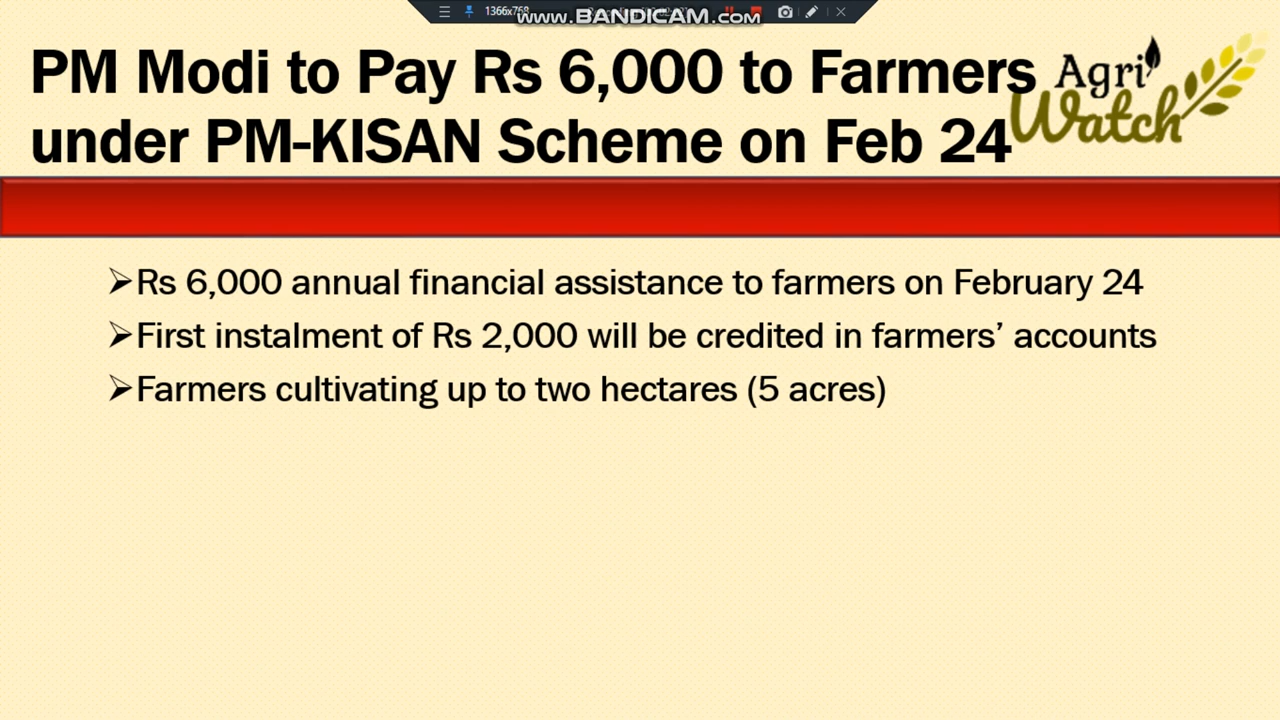 1366x768
www.BANDICAM.com
PM Modi to Pay Rs 6,000 to Farmers
under PM-KISAN Scheme on Feb 24
Agri
Watch
➢Rs 6,000 annual financial assistance to farmers on February 24
➢First instalment of Rs 2,000 will be credited in farmers’ accounts
➢Farmers cultivating up to two hectares (5 acres)